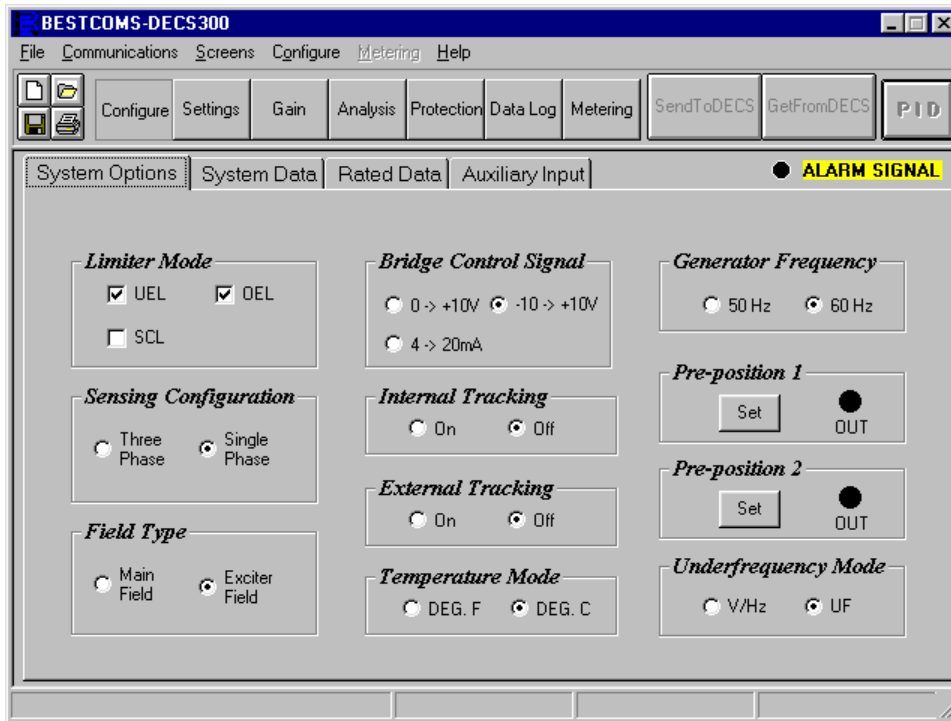 BESTCOMS-DECS300
File Communications Screens Configure Metering Help
Configure Settings Gain Analysis Protection Data Log Metering SendToDECS GetFromDECS PID
System Options System Data Rated Data Auxiliary Input ALARM SIGNAL
Limiter Mode
UEL OEL
SCL
Sensing Configuration
Three Phase
Single Phase
Field Type
Main Field
Exciter Field
Bridge Control Signal
0 -> +10V -10 -> +10V
4 -> 20mA
Internal Tracking
On Off
External Tracking
On Off
Temperature Mode
DEG. F DEG. C
Generator Frequency
50 Hz 60 Hz
Pre-position 1
Set OUT
Pre-position 2
Set OUT
Underfrequency Mode
V/Hz UF